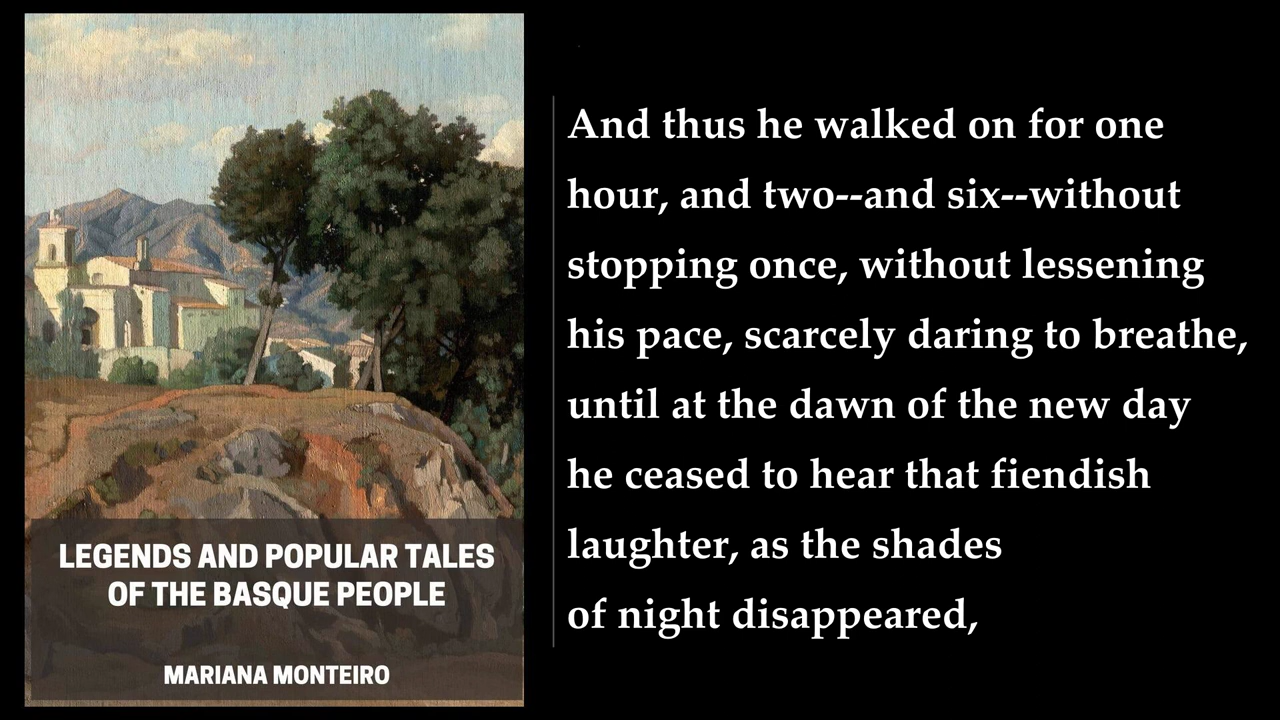 LEGENDS AND POPULAR TALES
OF THE BASQUE PEOPLE
MARIANA MONTEIRO
And thus he walked on for one
hour, and two--and six--without
stopping once, without lessening
his pace, scarcely daring to breathe,
until at the dawn of the new day
he ceased to hear that fiendish
laughter, as the shades
of night disappeared,